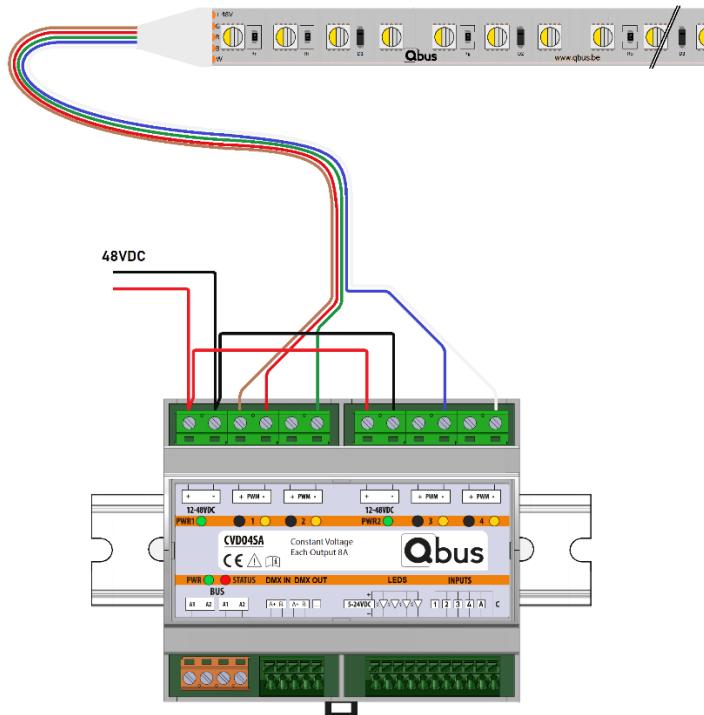 + 48V
G
R
B
W
Qbus
www.qbus.be
48VDC
+ - + PWM - + PWM - + - + PWM - + PWM -
12-48VDC 12-48VDC
PWR1 1 2 PWR2 3 4
CVD04SA
Constant Voltage
Each Output 8A
CE
Qbus
PWR STATUS DMX IN DMX OUT LEDS INPUTS
BUS
A1 A2 A1 A2 A+ B- A+ B- 5-24VDC 1 2 3 4 A C